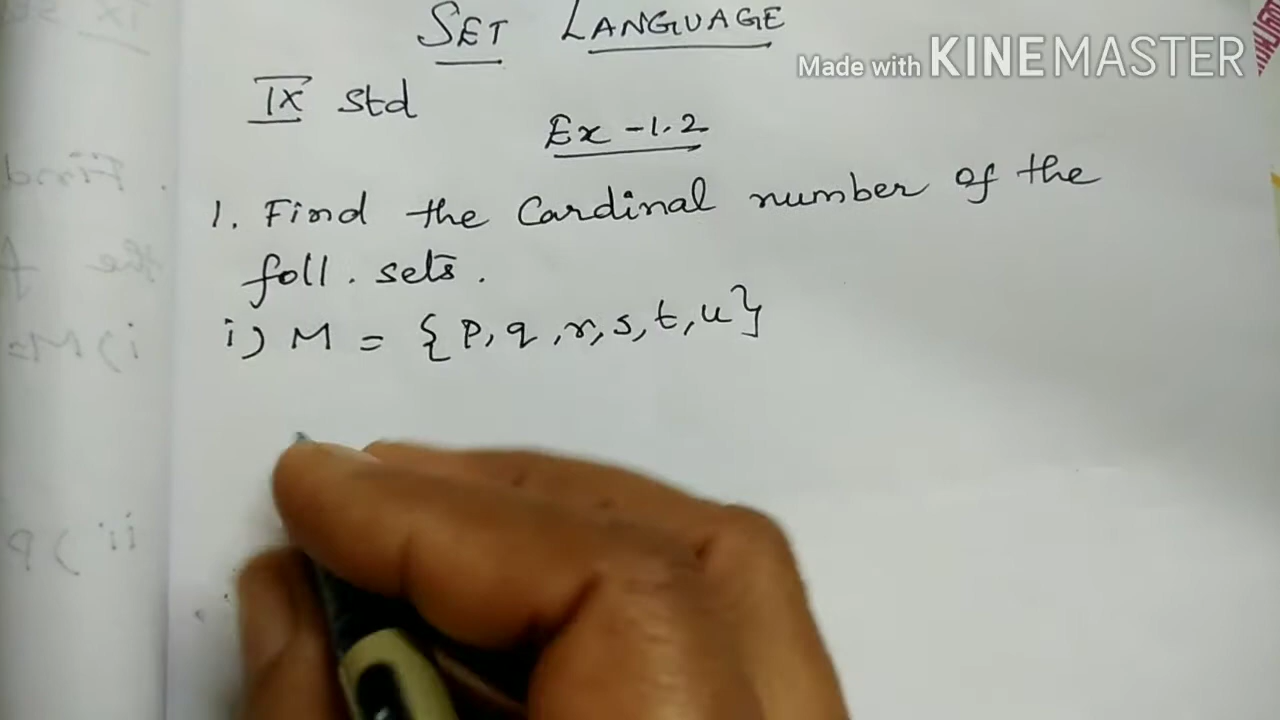 SET LANGUAGE
Made with KINEMASTER
IX std
Ex - 1.2
1. Find the Cardinal number of the
foll. sets.
i) M = {p, q, r, s, t, u}